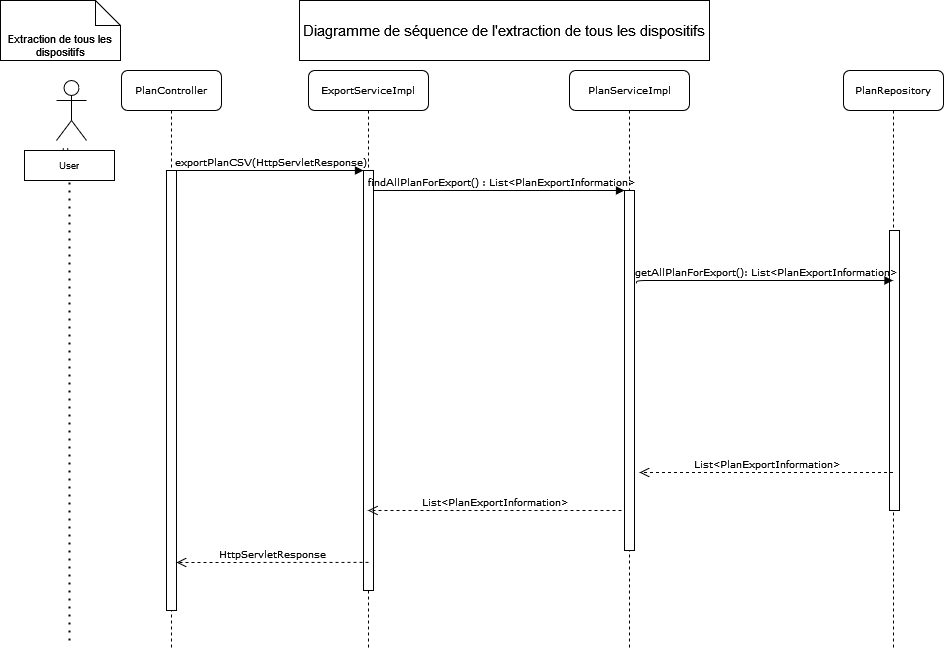 Extraction de tous les
dispositifs
Diagramme de séquence de l'extraction de tous les dispositifs
PlanController
ExportServiceImpl
PlanServiceImpl
PlanRepository
User
exportPlanCSV(HttpServletResponse)
findAllPlanForExport() : List<PlanExportInformation>
getAllPlanForExport(): List<PlanExportInformation>
List<PlanExportInformation>
List<PlanExportInformation>
HttpServletResponse